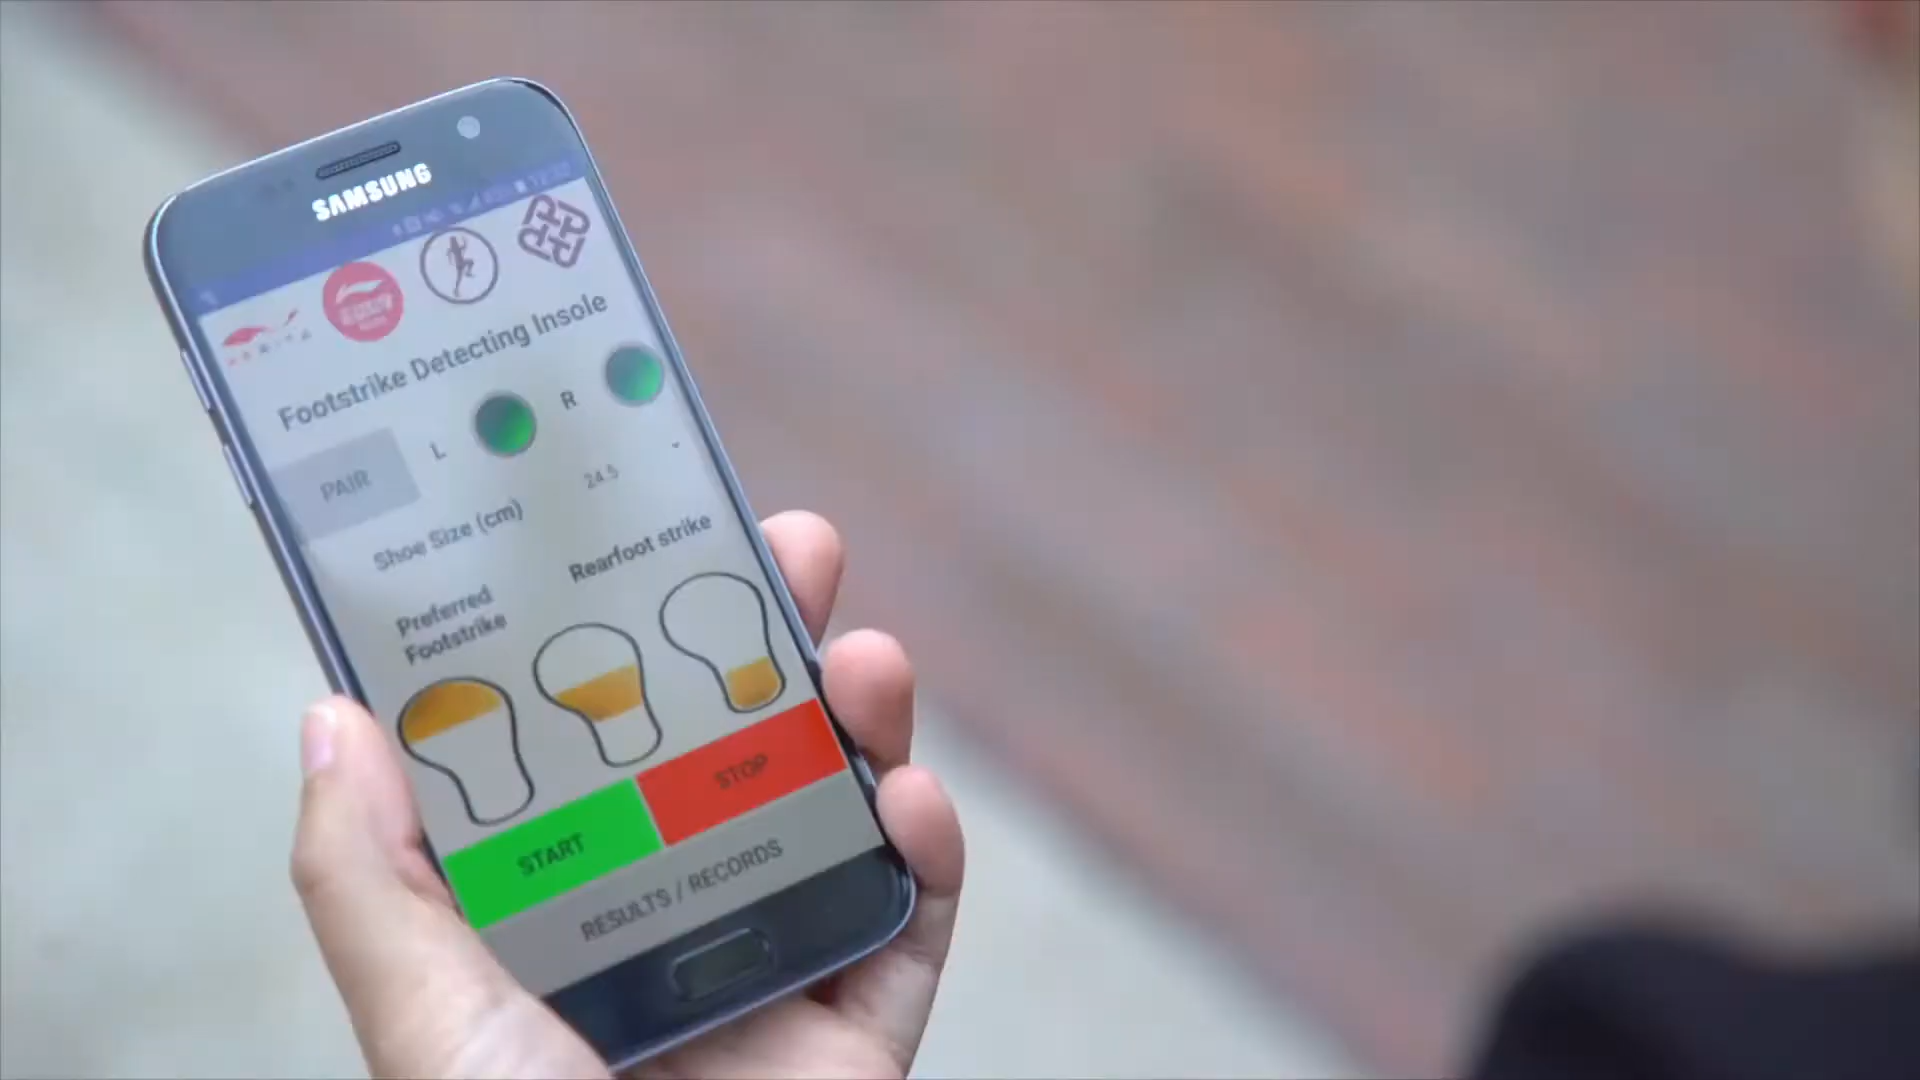 SAMSUNG
Footstrike Detecting Insole
PAIR
L
R
Shoe Size (cm)
24.5
Preferred
Footstrike
Rearfoot strike
START
STOP
RESULTS / RECORDS